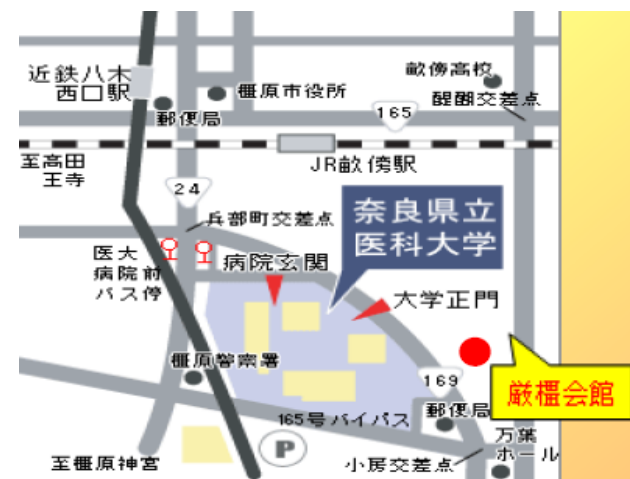 近鉄八木
西口駅
橿原市役所
郵便局
畝傍高校
165
醍醐交差点
至高田
王寺
JR畝傍駅
24
兵部町交差点
奈良県立
医科大学
医大
病院前
バス停
病院玄関
大学正門
橿原警察署
169
厳橿会館
165号バイパス
郵便局
P
万葉
ホール
至橿原神宮
小房交差点